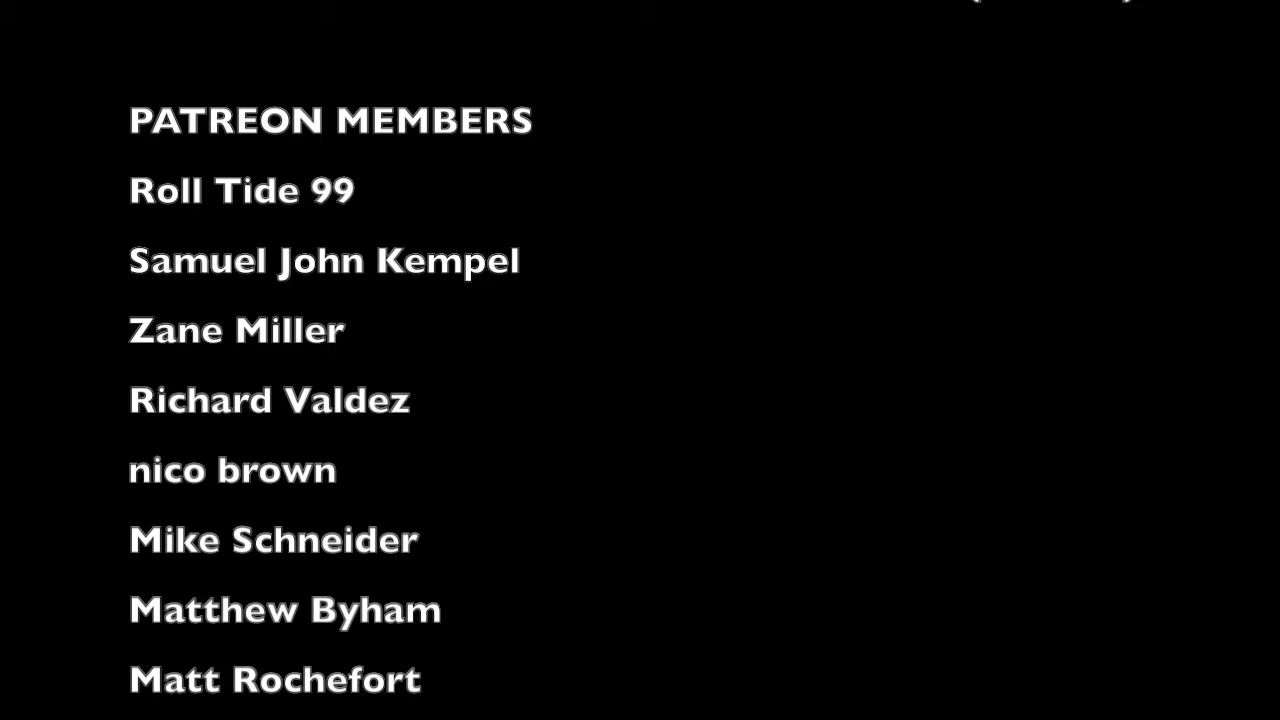 PATREON MEMBERS
Roll Tide 99
Samuel John Kempel
Zane Miller
Richard Valdez
nico brown
Mike Schneider
Matthew Byham
Matt Rochefort